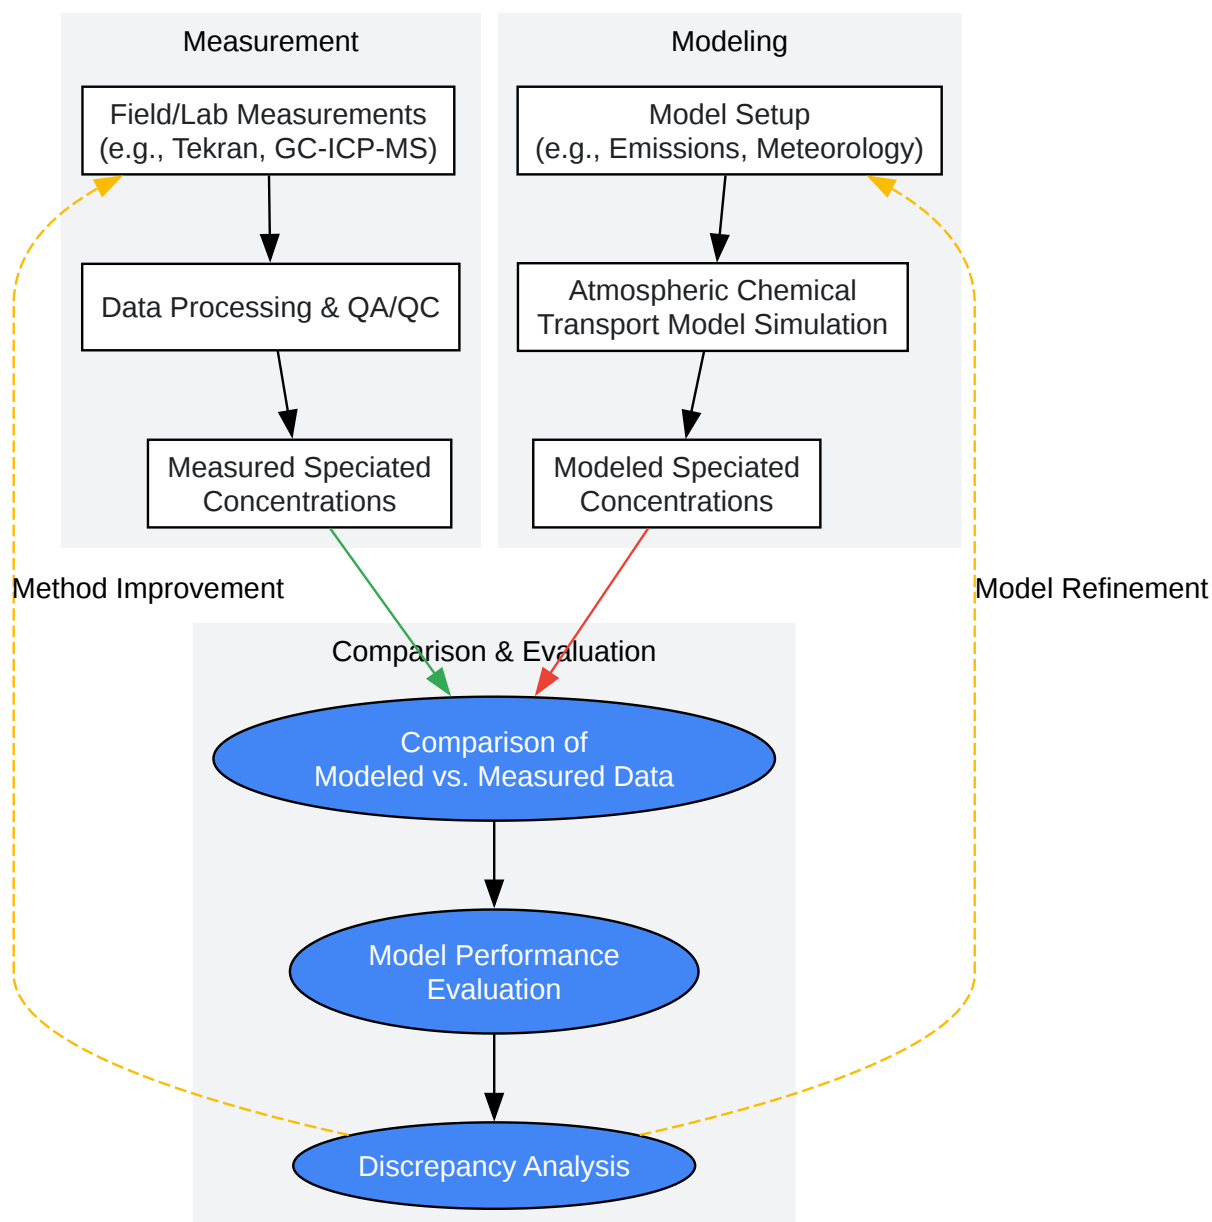 Measurement
Field/Lab Measurements
(e.g., Tekran, GC-ICP-MS)
Data Processing & QA/QC
Measured Speciated
Concentrations
Modeling
Model Setup
(e.g., Emissions, Meteorology)
Atmospheric Chemical
Transport Model Simulation
Modeled Speciated
Concentrations
Method Improvement
Model Refinement
Comparison & Evaluation
Comparison of
Modeled vs. Measured Data
Model Performance
Evaluation
Discrepancy Analysis